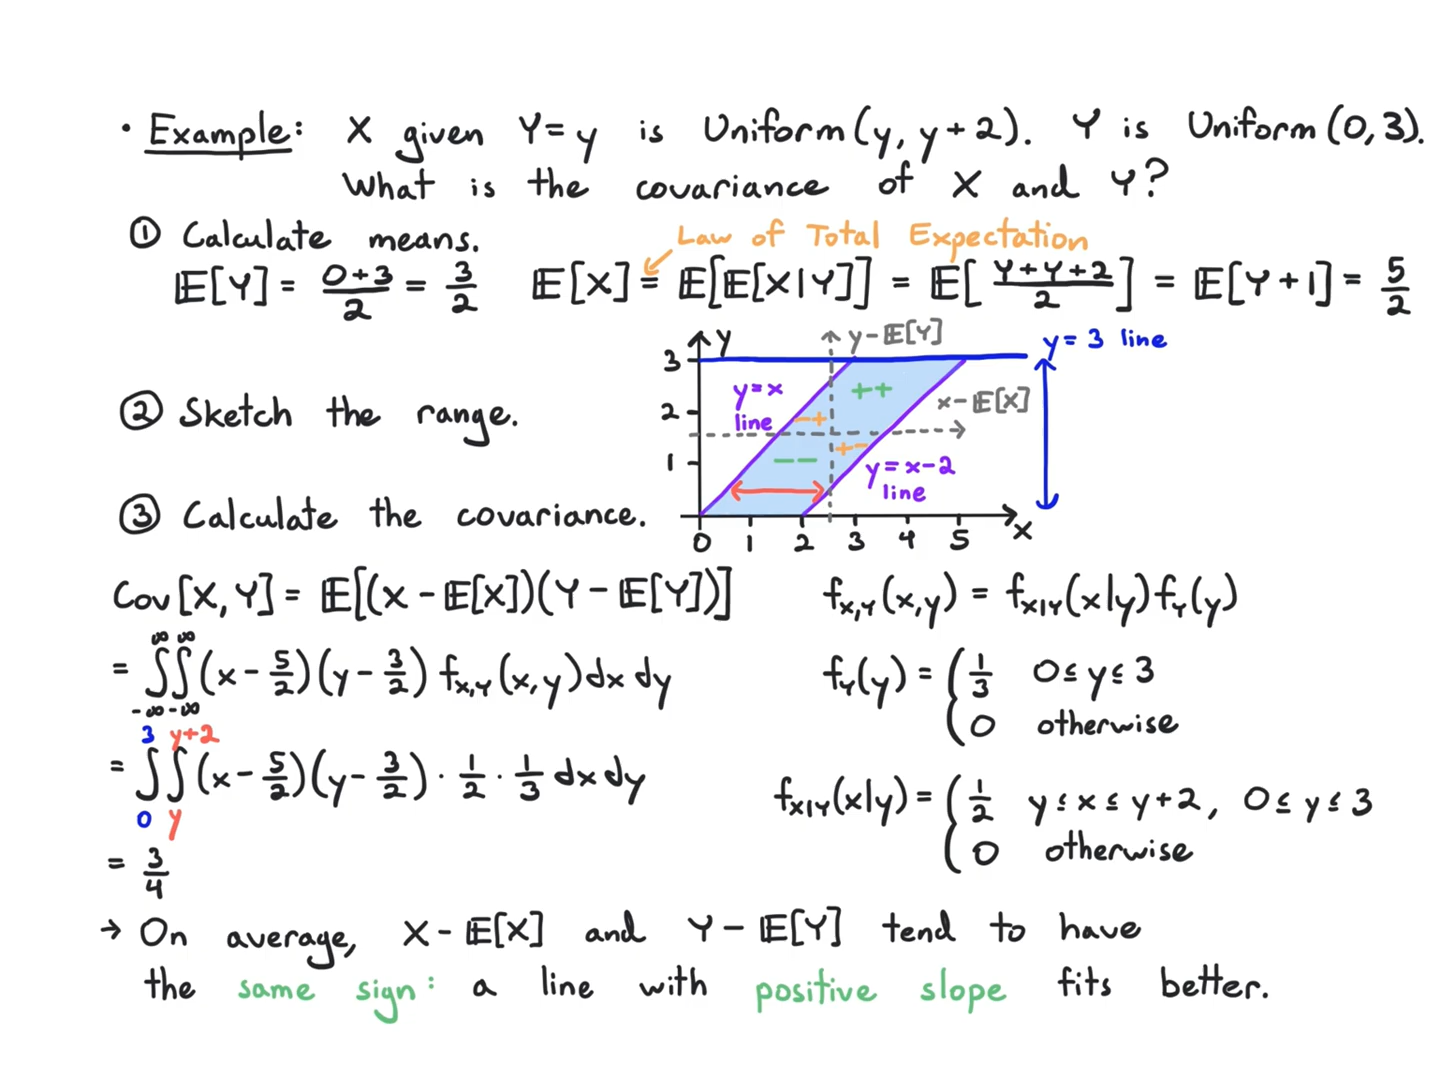 • Example: X given Y = y is Uniform(y, y+2). Y is Uniform(0,3).
What is the covariance of X and Y?
① Calculate means.
Law of Total Expectation
𝔼[Y] = (0+3)/2 = 3/2   𝔼[X] = 𝔼[𝔼[X|Y]] = 𝔼[(Y+Y+2)/2] = 𝔼[Y+1] = 5/2
② Sketch the range.
y
y-𝔼[Y]
y=3 line
3
y=x
line
++
x-𝔼[X]
2
-+
+-
1
--
y=x-2
line
0 1 2 3 4 5 x
③ Calculate the covariance.
Cov[X,Y] = 𝔼[(X-𝔼[X])(Y-𝔼[Y])]
= ∫_{-∞}^{∞}∫_{-∞}^{∞} (x-5/2)(y-3/2) f_{X,Y}(x,y) dx dy
= ∫_0^3∫_y^{y+2} (x-5/2)(y-3/2)·1/2·1/3 dx dy
= 3/4
f_{X,Y}(x,y) = f_{X|Y}(x|y) f_Y(y)
f_Y(y) = { 1/3 0≤y≤3
0 otherwise
f_{X|Y}(x|y) = { 1/2 y≤x≤y+2, 0≤y≤3
0 otherwise
→ On average, X-𝔼[X] and Y-𝔼[Y] tend to have
the same sign: a line with positive slope fits better.